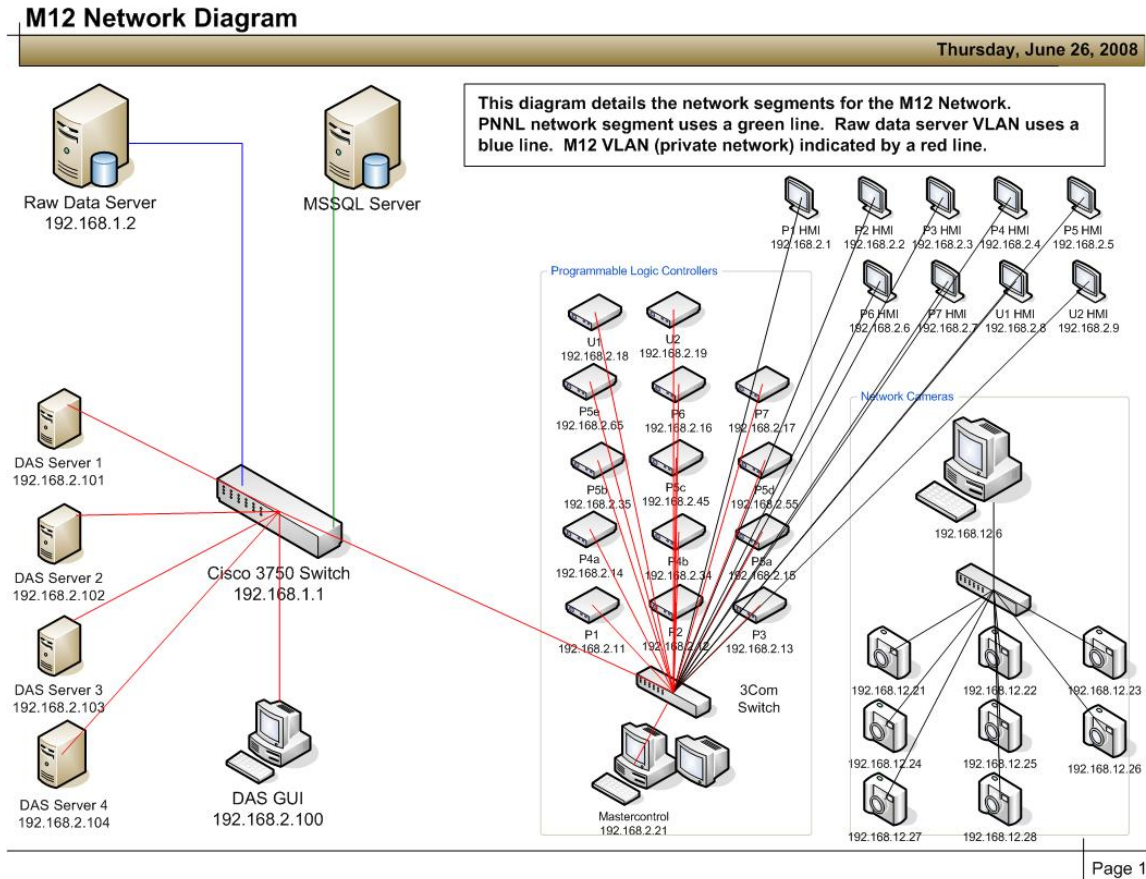 M12 Network Diagram
Thursday, June 26, 2008
This diagram details the network segments for the M12 Network.
PNNL network segment uses a green line. Raw data server VLAN uses a
blue line. M12 VLAN (private network) indicated by a red line.
Raw Data Server
192.168.1.2
MSSQL Server
P1 HMI
192.168.2.1
P2 HMI
192.168.2.2
P3 HMI
192.168.2.3
P4 HMI
192.168.2.4
P5 HMI
192.168.2.5
P6 HMI
192.168.2.6
P7 HMI
192.168.2.7
U1 HMI
192.168.2.8
U2 HMI
192.168.2.9
Programmable Logic Controllers
U1
192.168.2.18
U2
192.168.2.19
P5e
192.168.2.65
P6
192.168.2.16
P7
192.168.2.17
P5b
192.168.2.35
P5c
192.168.2.45
P5d
192.168.2.55
P4a
192.168.2.14
P4b
192.168.2.34
P5a
192.168.2.15
P1
192.168.2.11
P2
192.168.2.12
P3
192.168.2.13
3Com
Switch
Mastercontrol
192.168.2.21
Network Cameras
192.168.12.6
192.168.12.21
192.168.12.22
192.168.12.23
192.168.12.24
192.168.12.25
192.168.12.26
192.168.12.27
192.168.12.28
DAS Server 1
192.168.2.101
DAS Server 2
192.168.2.102
DAS Server 3
192.168.2.103
DAS Server 4
192.168.2.104
Cisco 3750 Switch
192.168.1.1
DAS GUI
192.168.2.100
Page 1